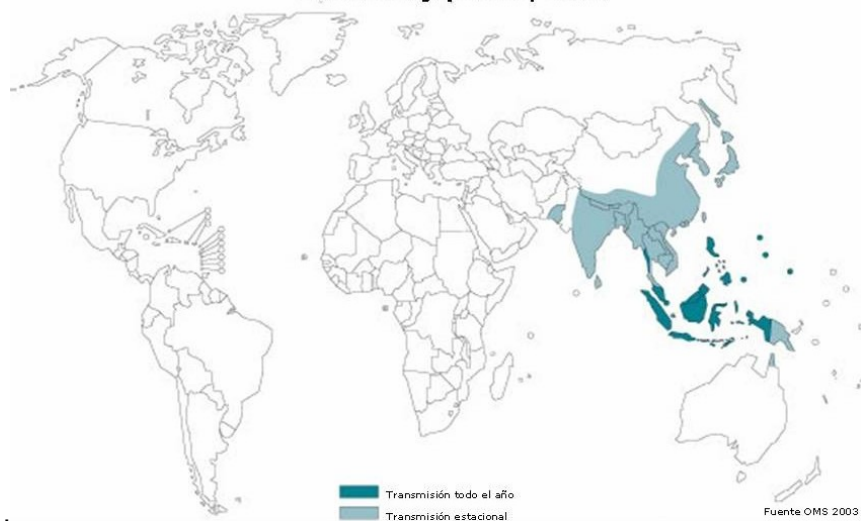 Transmisión todo el año
Transmisión estacional
Fuente OMS 2003